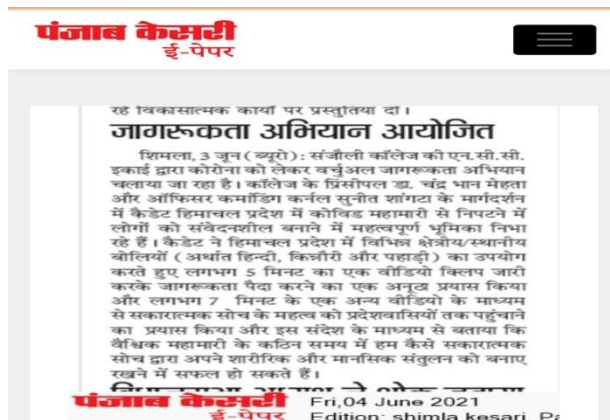 पंजाब केसरी
ई-पेपर
रहे विकासात्मक कार्यों पर प्रस्तुतियां दीं।
जागरूकता अभियान आयोजित
शिमला, 3 जून (ब्यूरो): संजौली कॉलेज की एन.सी.सी.
इकाई द्वारा कोरोना को लेकर वर्चुअल जागरूकता अभियान
चलाया जा रहा है। कॉलेज के प्रिंसीपल डा. चंद्र भान मेहता
और ऑफिसर कमांडिंग कर्नल सुनीत शांगटा के मार्गदर्शन
में कैडेट हिमाचल प्रदेश में कोविड महामारी से निपटने में
लोगों को संवेदनशील बनाने में महत्वपूर्ण भूमिका निभा
रहे हैं। कैडेट ने हिमाचल प्रदेश में विभिन्न क्षेत्रीय/स्थानीय
बोलियों (अर्थात हिन्दी, किन्नौरी और पहाड़ी) का उपयोग
करते हुए लगभग 5 मिनट का एक वीडियो क्लिप जारी
करके जागरूकता पैदा करने का एक अनूठा प्रयास किया
और लगभग 7 मिनट के एक अन्य वीडियो के माध्यम
से सकारात्मक सोच के महत्व को प्रदेशवासियों तक पहुंचाने
का प्रयास किया और इस संदेश के माध्यम से बताया कि
वैश्विक महामारी के कठिन समय में हम कैसे सकारात्मक
सोच द्वारा अपने शारीरिक और मानसिक संतुलन को बनाए
रखने में सफल हो सकते हैं।
पंजाब केसरी
ई-पेपर
Fri,04 June 2021
Edition: shimla kesari, Pa